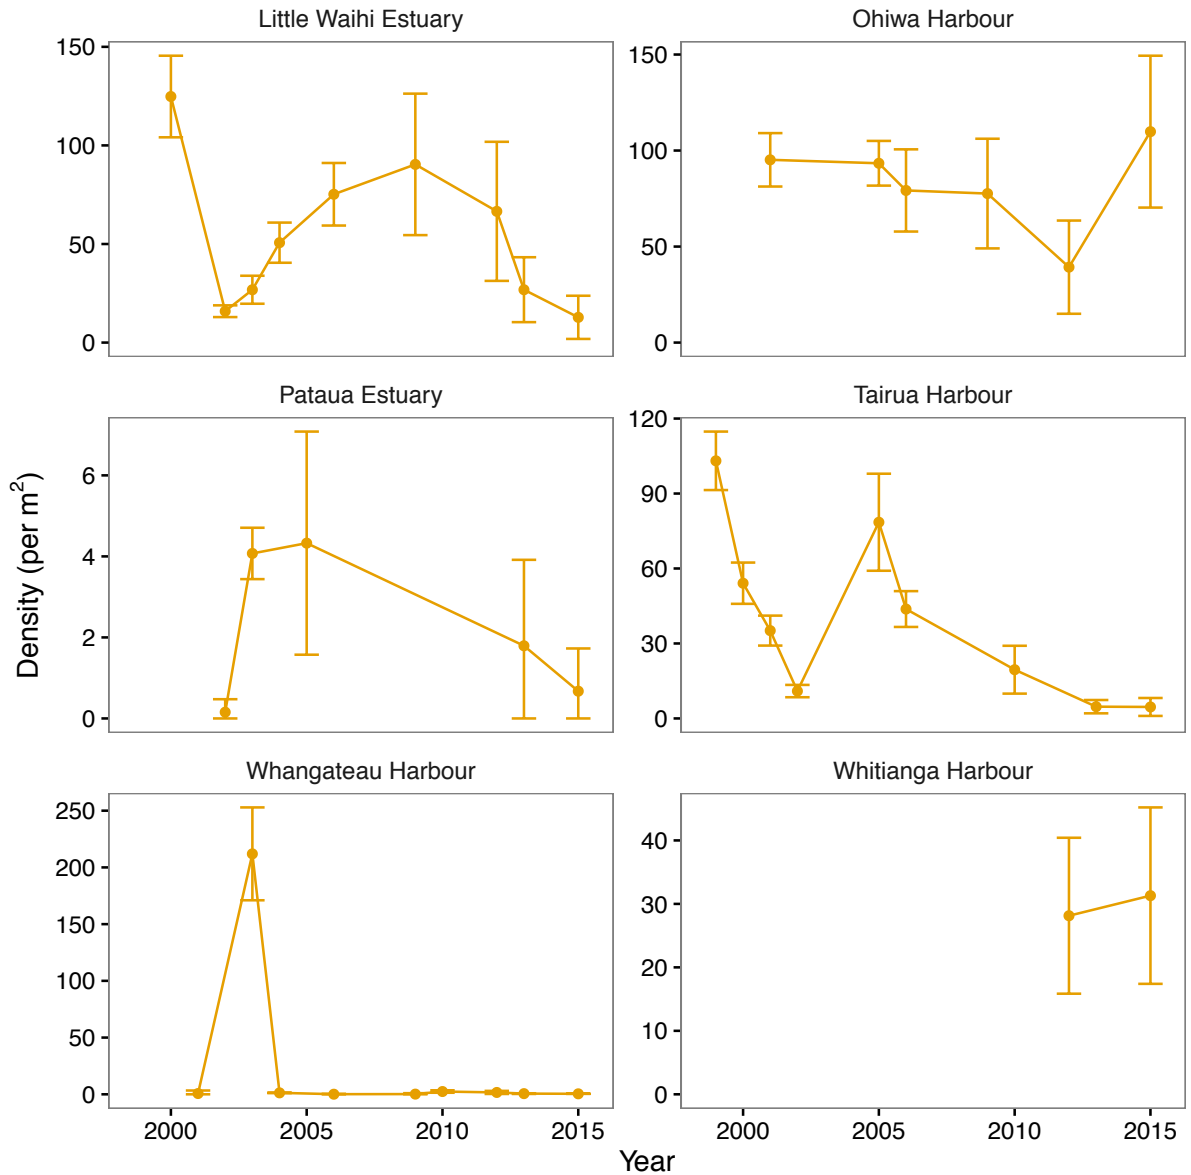 Little Waihi Estuary
Ohiwa Harbour
150
100
50
0
150
100
50
0
Pataua Estuary
Tairua Harbour
6
4
2
0
120
90
60
30
0
Density (per m²)
Whangateau Harbour
Whitianga Harbour
250
200
150
100
50
0
40
30
20
10
0
2000 2005 2010 2015
2000 2005 2010 2015
Year